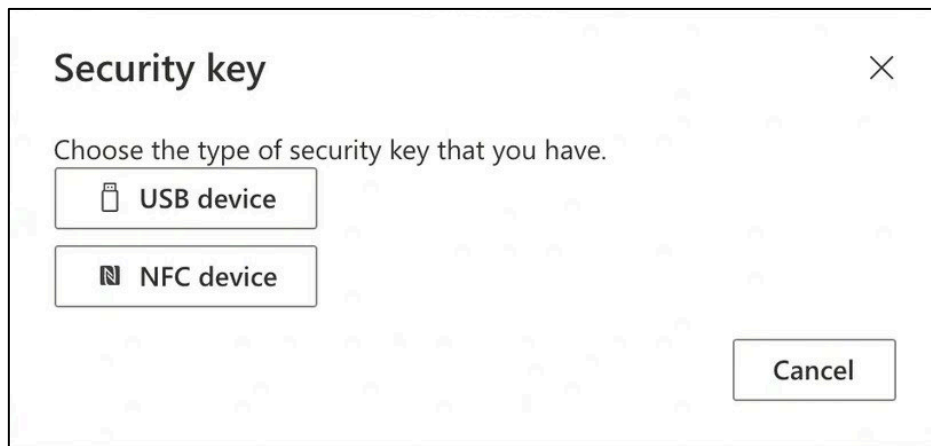 Security key
Choose the type of security key that you have.
USB device
NFC device
Cancel